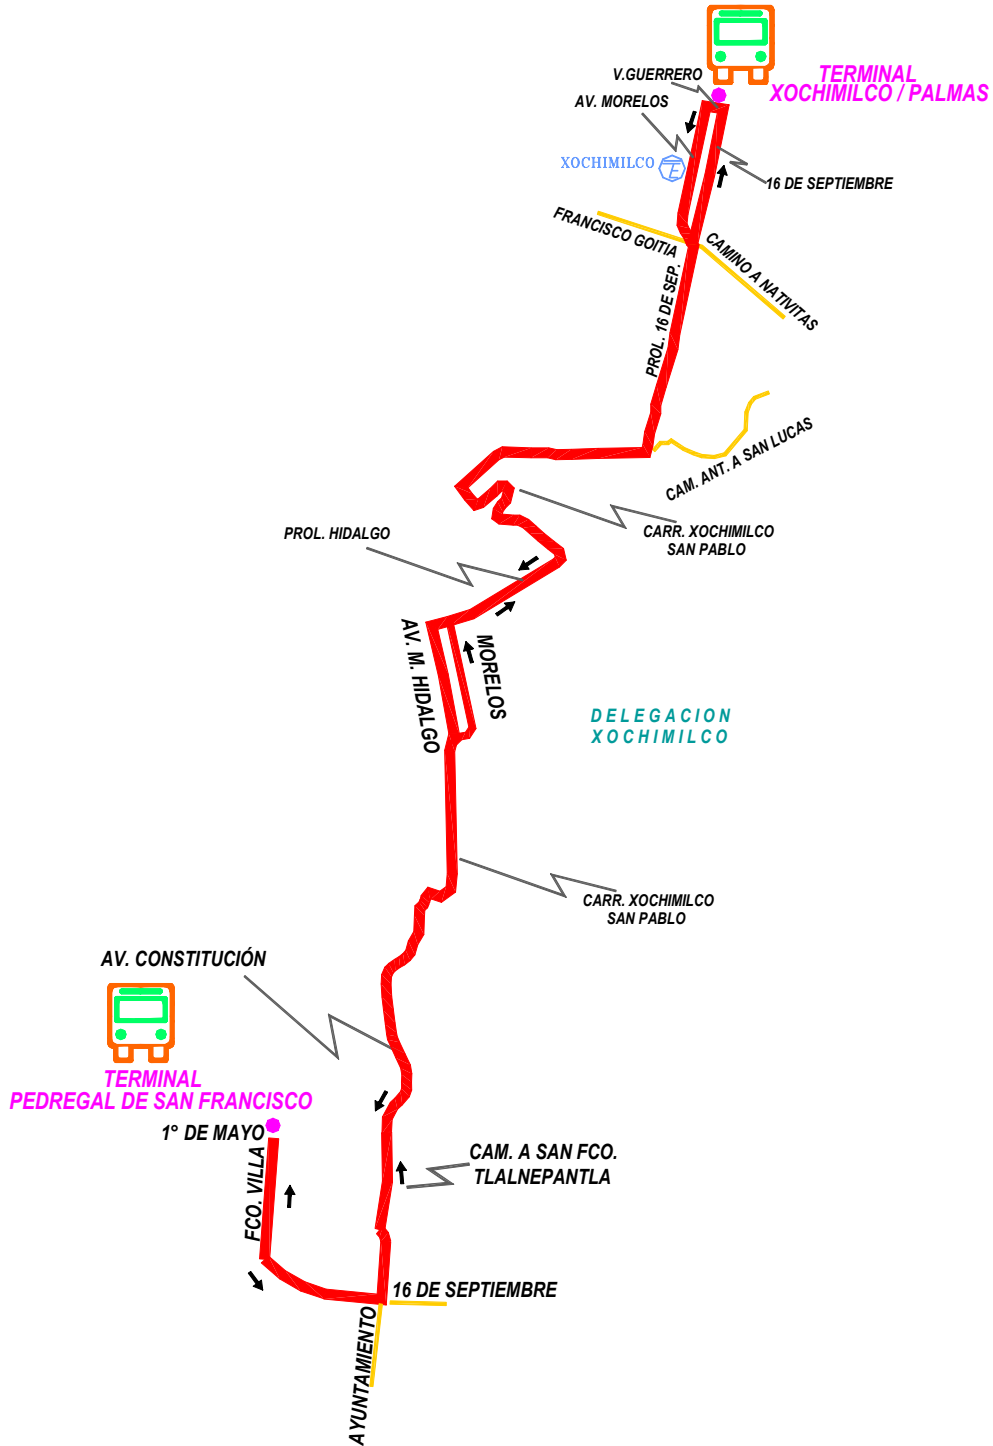 V.GUERRERO
TERMINAL
XOCHIMILCO / PALMAS
AV. MORELOS
XOCHIMILCO
E
16 DE SEPTIEMBRE
FRANCISCO GOITIA
CAMINO A NATIVITAS
PROL. 16 DE SEP.
CAM. ANT. A SAN LUCAS
PROL. HIDALGO
CARR. XOCHIMILCO
SAN PABLO
AV. M. HIDALGO
MORELOS
DELEGACION
XOCHIMILCO
CARR. XOCHIMILCO
SAN PABLO
AV. CONSTITUCIÓN
TERMINAL
PEDREGAL DE SAN FRANCISCO
1° DE MAYO
FCO. VILLA
CAM. A SAN FCO.
TLALNEPANTLA
16 DE SEPTIEMBRE
AYUNTAMIENTO